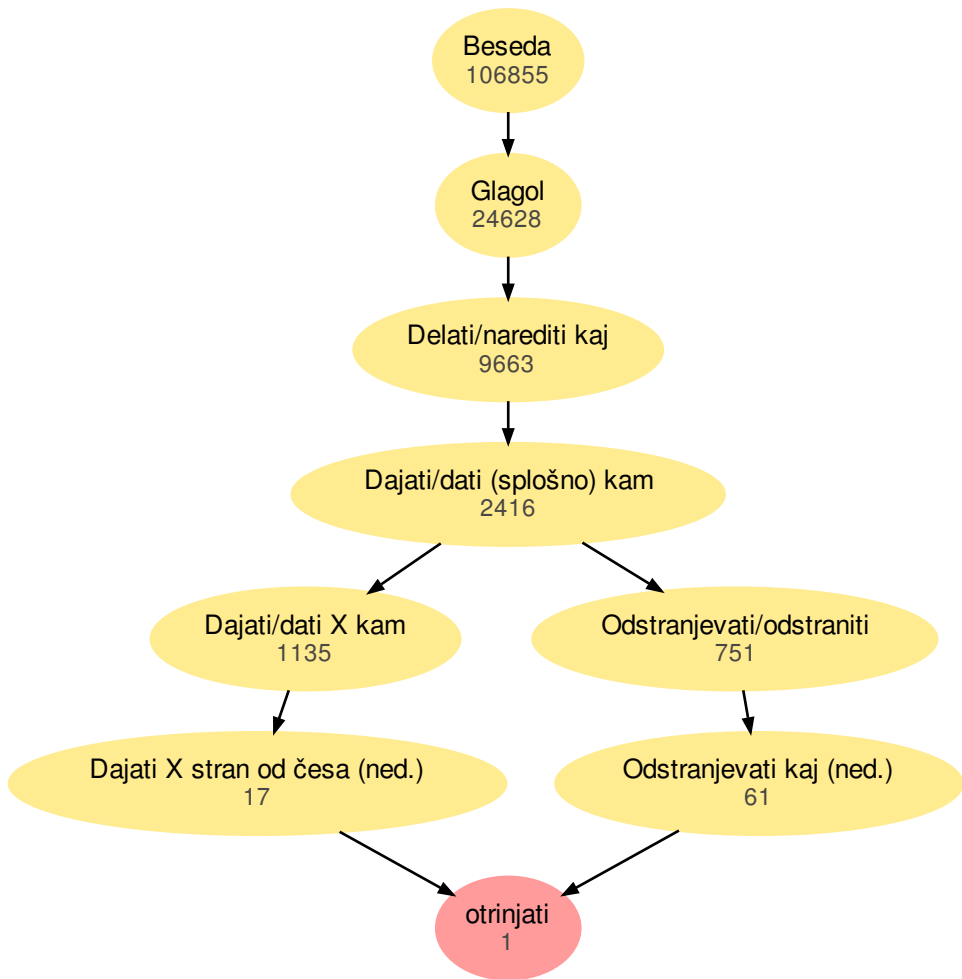 Beseda
106855
Glagol
24628
Delati/narediti kaj
9663
Dajati/dati (splošno) kam
2416
Dajati/dati X kam
1135
Odstranjevati/odstraniti
751
Dajati X stran od česa (ned.)
17
Odstranjevati kaj (ned.)
61
otrinjati
1